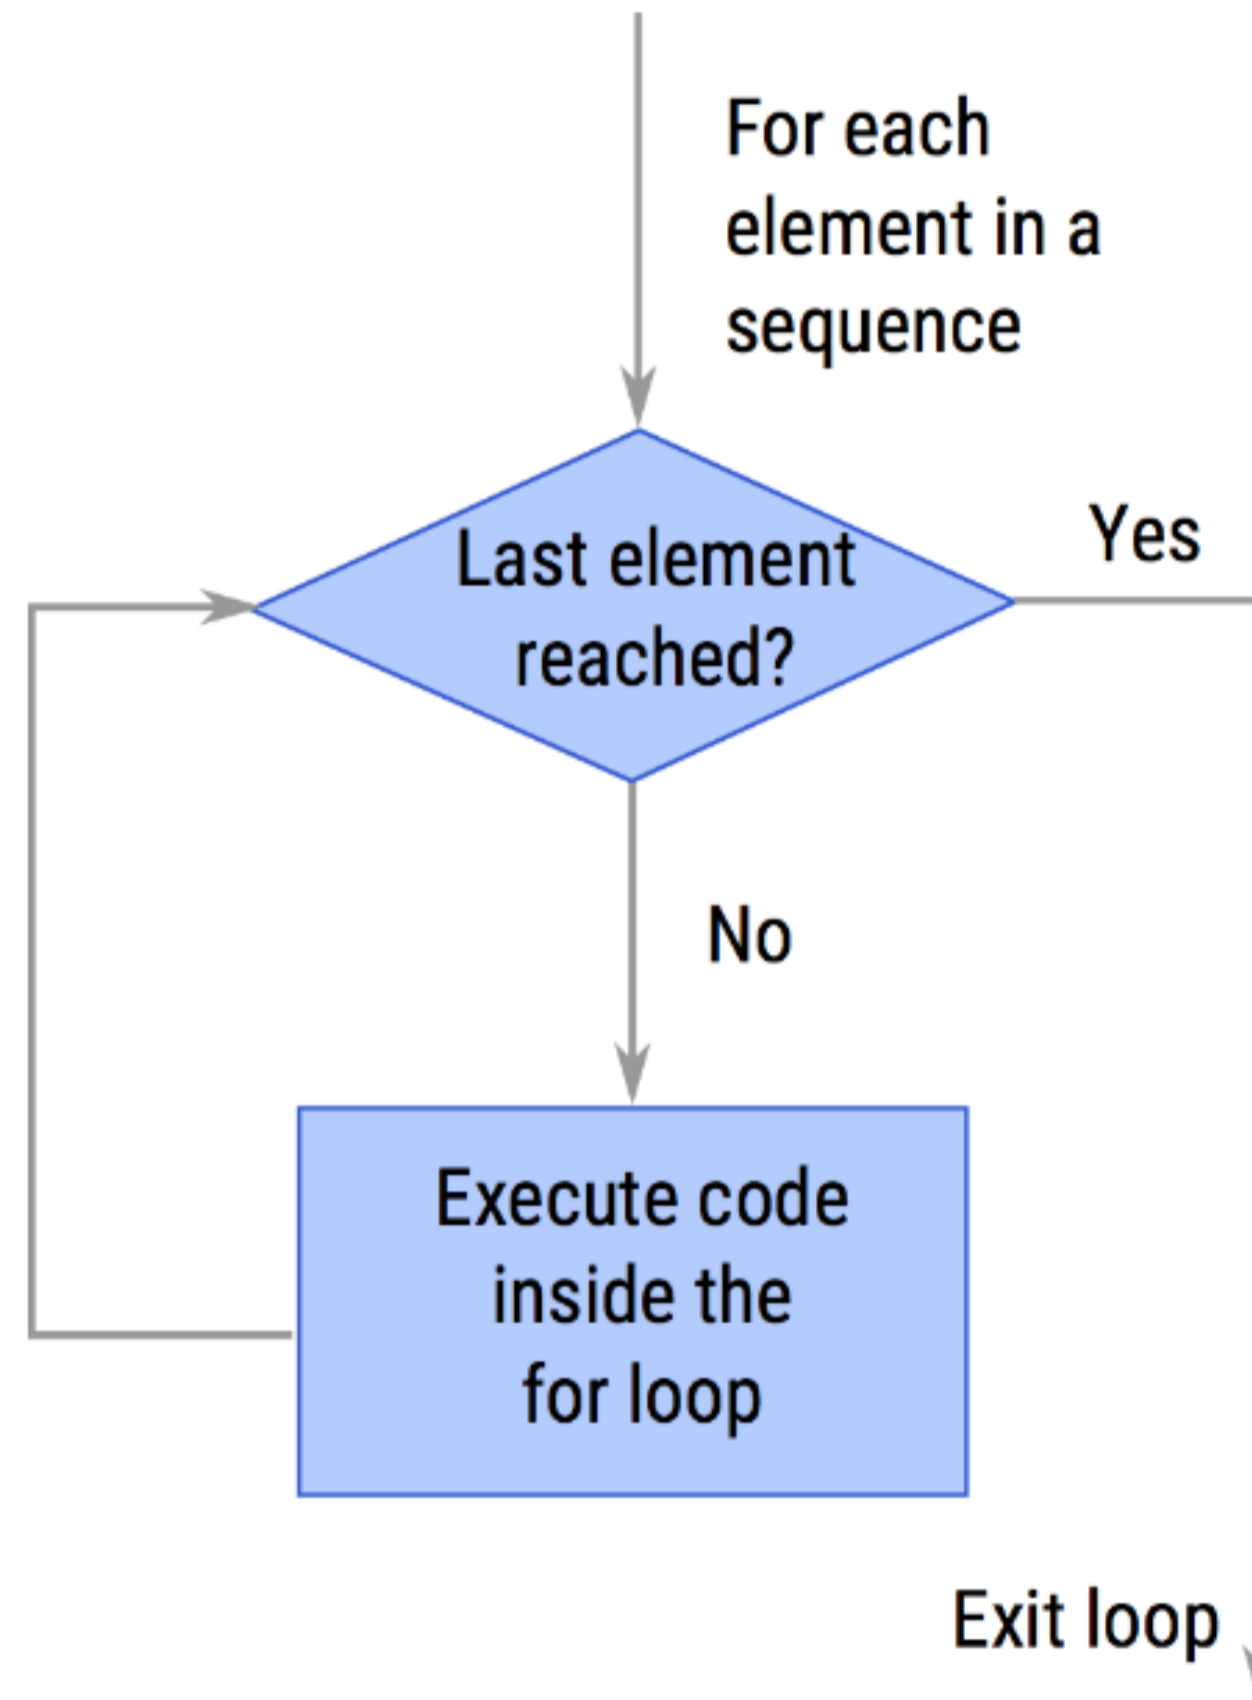 For each
element in a
sequence
Last element
reached?
Yes
No
Execute code
inside the
for loop
Exit loop